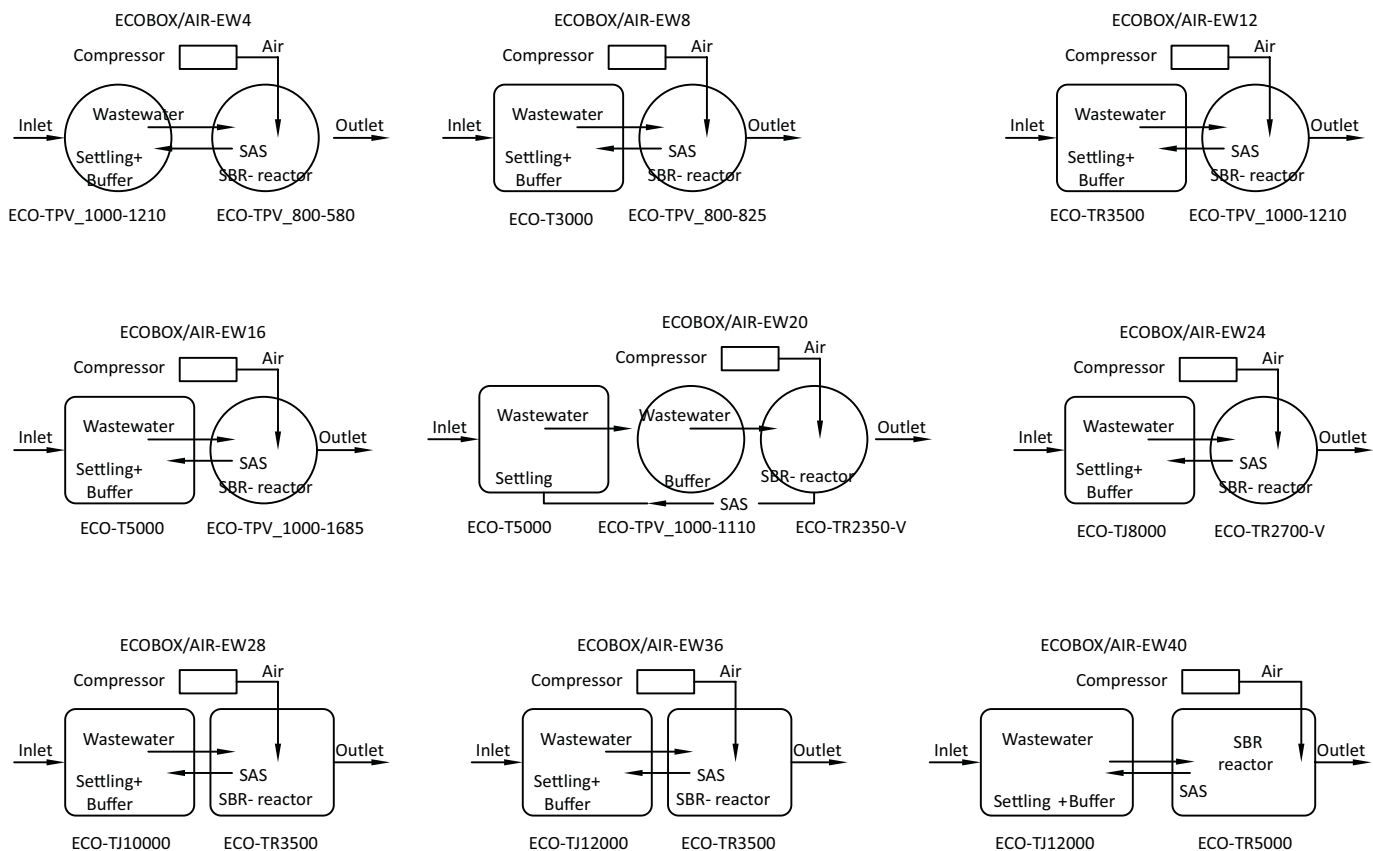 ECOBOX/AIR-EW4
Compressor
Air
Inlet
Wastewater
Outlet
Settling+
Buffer
SAS
SBR- reactor
ECO-TPV_1000-1210
ECO-TPV_800-580
ECOBOX/AIR-EW8
Compressor
Air
Inlet
Wastewater
Outlet
Settling+
Buffer
SAS
SBR- reactor
ECO-T3000
ECO-TPV_800-825
ECOBOX/AIR-EW12
Compressor
Air
Inlet
Wastewater
Outlet
Settling+
Buffer
SAS
SBR- reactor
ECO-TR3500
ECO-TPV_1000-1210
ECOBOX/AIR-EW16
Compressor
Air
Inlet
Wastewater
Outlet
Settling+
Buffer
SAS
SBR- reactor
ECO-T5000
ECO-TPV_1000-1685
ECOBOX/AIR-EW20
Compressor
Air
Inlet
Wastewater
Wastewater
Outlet
Settling
Buffer
SBR- reactor
SAS
ECO-T5000
ECO-TPV_1000-1110
ECO-TR2350-V
ECOBOX/AIR-EW24
Compressor
Air
Inlet
Wastewater
Outlet
Settling+
Buffer
SAS
SBR- reactor
ECO-TJ8000
ECO-TR2700-V
ECOBOX/AIR-EW28
Compressor
Air
Inlet
Wastewater
Outlet
Settling+
Buffer
SAS
SBR- reactor
ECO-TJ10000
ECO-TR3500
ECOBOX/AIR-EW36
Compressor
Air
Inlet
Wastewater
Outlet
Settling+
Buffer
SAS
SBR- reactor
ECO-TJ12000
ECO-TR3500
ECOBOX/AIR-EW40
Compressor
Air
Inlet
Wastewater
SBR
reactor
Outlet
SAS
Settling +Buffer
ECO-TJ12000
ECO-TR5000